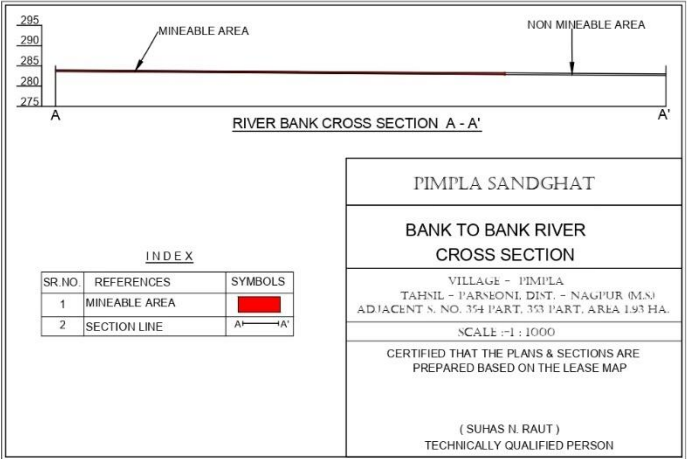 295
290
285
280
275
MINEABLE AREA
NON MINEABLE AREA
A
A'
RIVER BANK CROSS SECTION A - A'
PIMPLA SANDGHAT
BANK TO BANK RIVER
CROSS SECTION
VILLAGE - PIMPLA
TAHSIL - PARSEONI, DIST. - NAGPUR (M.S.)
ADJACENT S. NO. 354 PART, 353 PART, AREA 1.93 HA.
SCALE :-1 : 1000
CERTIFIED THAT THE PLANS & SECTIONS ARE
PREPARED BASED ON THE LEASE MAP
( SUHAS N. RAUT )
TECHNICALLY QUALIFIED PERSON
INDEX
SR.NO. REFERENCES SYMBOLS
1 MINEABLE AREA
2 SECTION LINE A A'